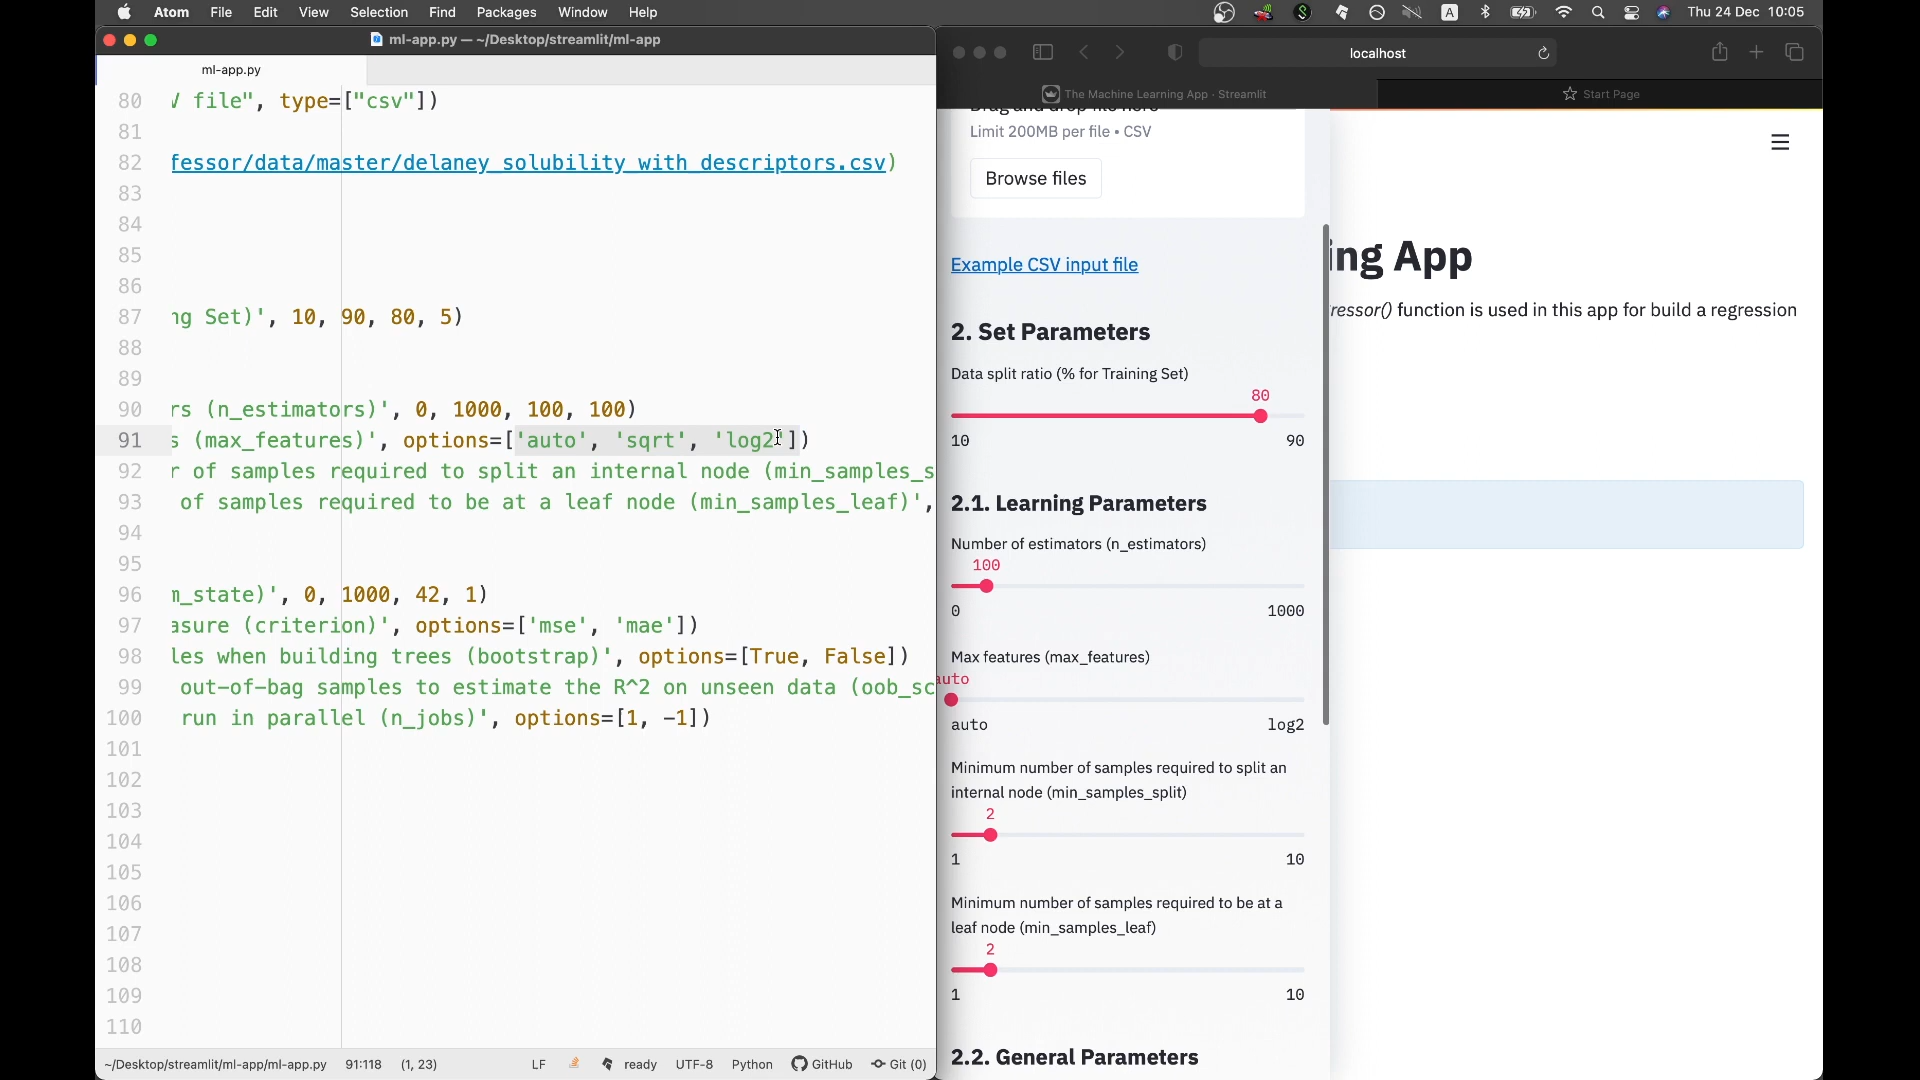 Atom File Edit View Selection Find Packages Window Help
Thu 24 Dec 10:05
ml-app.py — ~/Desktop/streamlit/ml-app
ml-app.py
80 V file", type=["csv"])
81
82 fessor/data/master/delaney_solubility_with_descriptors.csv)
83
84
85
86
87 ng Set)', 10, 90, 80, 5)
88
89
90 rs (n_estimators)', 0, 1000, 100, 100)
91 s (max_features)', options=['auto', 'sqrt', 'log2'])
92 r of samples required to split an internal node (min_samples_s
93 of samples required to be at a leaf node (min_samples_leaf)',
94
95
96 m_state)', 0, 1000, 42, 1)
97 asure (criterion)', options=['mse', 'mae'])
98 les when building trees (bootstrap)', options=[True, False])
99 out-of-bag samples to estimate the R^2 on unseen data (oob_sc
100 run in parallel (n_jobs)', options=[1, -1])
101
102
103
104
105
106
107
108
109
110
~/Desktop/streamlit/ml-app/ml-app.py 91:118 (1, 23) LF ready UTF-8 Python GitHub Git (0)
localhost
The Machine Learning App · Streamlit
Start Page
Drag and drop file here
Limit 200MB per file • CSV
Browse files
Example CSV input file
2. Set Parameters
Data split ratio (% for Training Set)
80
10 90
2.1. Learning Parameters
Number of estimators (n_estimators)
100
0 1000
Max features (max_features)
auto
auto log2
Minimum number of samples required to split an
internal node (min_samples_split)
2
1 10
Minimum number of samples required to be at a
leaf node (min_samples_leaf)
2
1 10
2.2. General Parameters
ing App
ressor() function is used in this app for build a regression